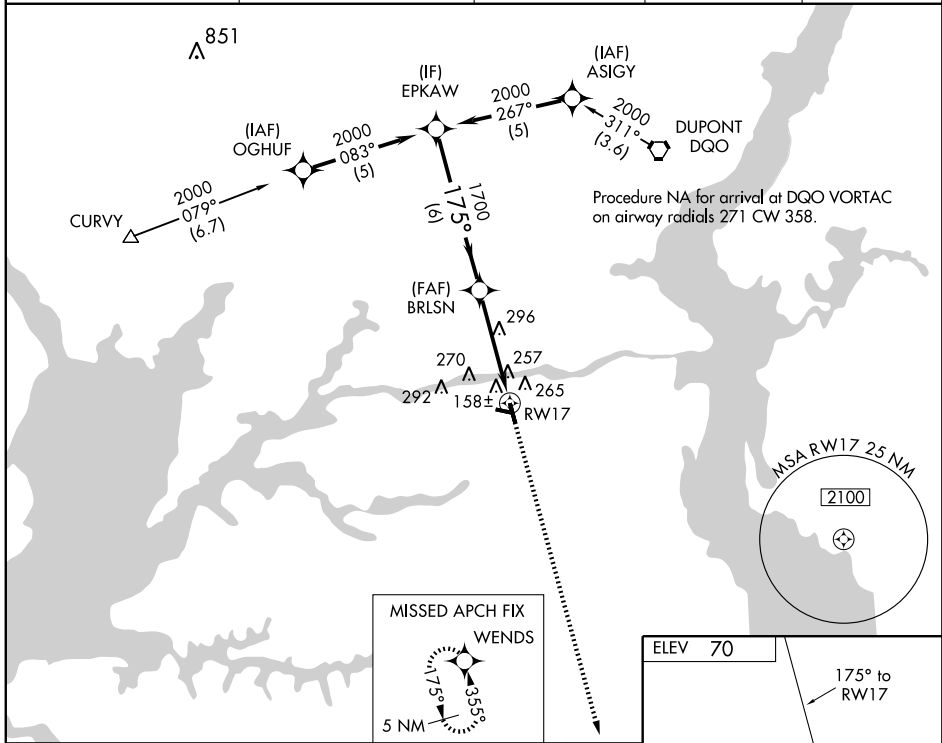 851
(IF)
EPKAW
(IAF)
ASIGY
2000
267°
(5)
2000
311°
(3.6)
DUPONT
DQO
(IAF)
OGHUF
2000
083°
(5)
2000
079°
(6.7)
CURVY
1700
175°
(6)
Procedure NA for arrival at DQO VORTAC
on airway radials 271 CW 358.
(FAF)
BRLSN
296
270
257
292
158±
265
RW17
MSA RW17 25 NM
2100
MISSED APCH FIX
WENDS
175°
355°
5 NM
ELEV 70
175° to
RW17